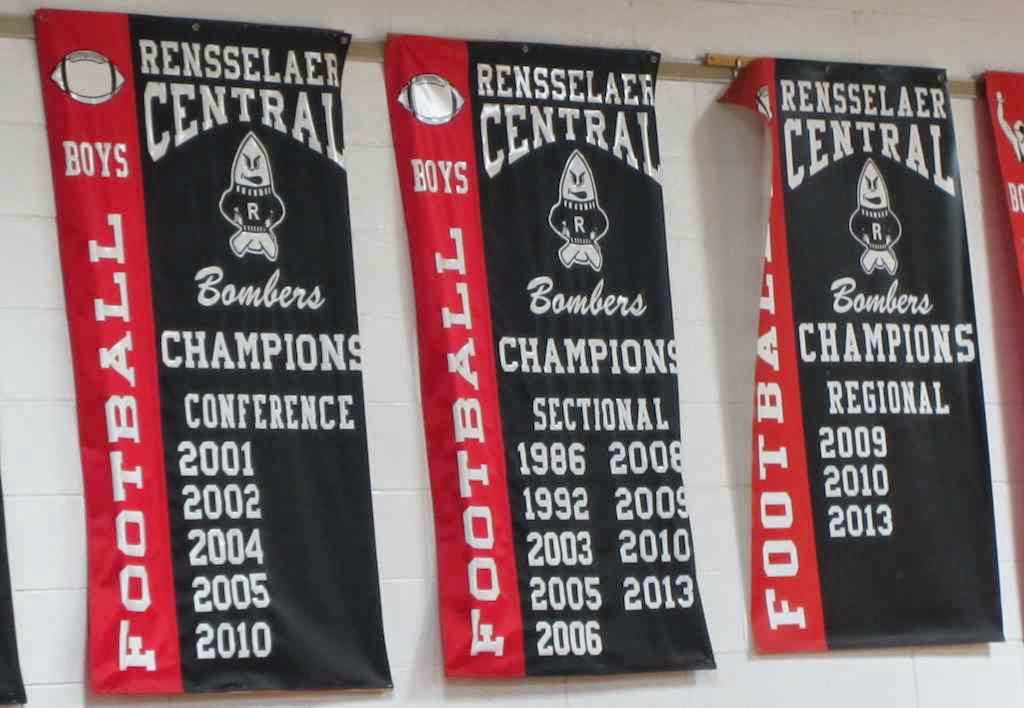 BOYS
FOOTBALL
RENSSELAER
CENTRAL
R
Bombers
CHAMPIONS
CONFERENCE
2001
2002
2004
2005
2010
BOYS
FOOTBALL
RENSSELAER
CENTRAL
R
Bombers
CHAMPIONS
SECTIONAL
1986 2008
1992 2009
2003 2010
2005 2013
2006
FOOTBALL
RENSSELAER
CENTRAL
R
Bombers
CHAMPIONS
REGIONAL
2009
2010
2013